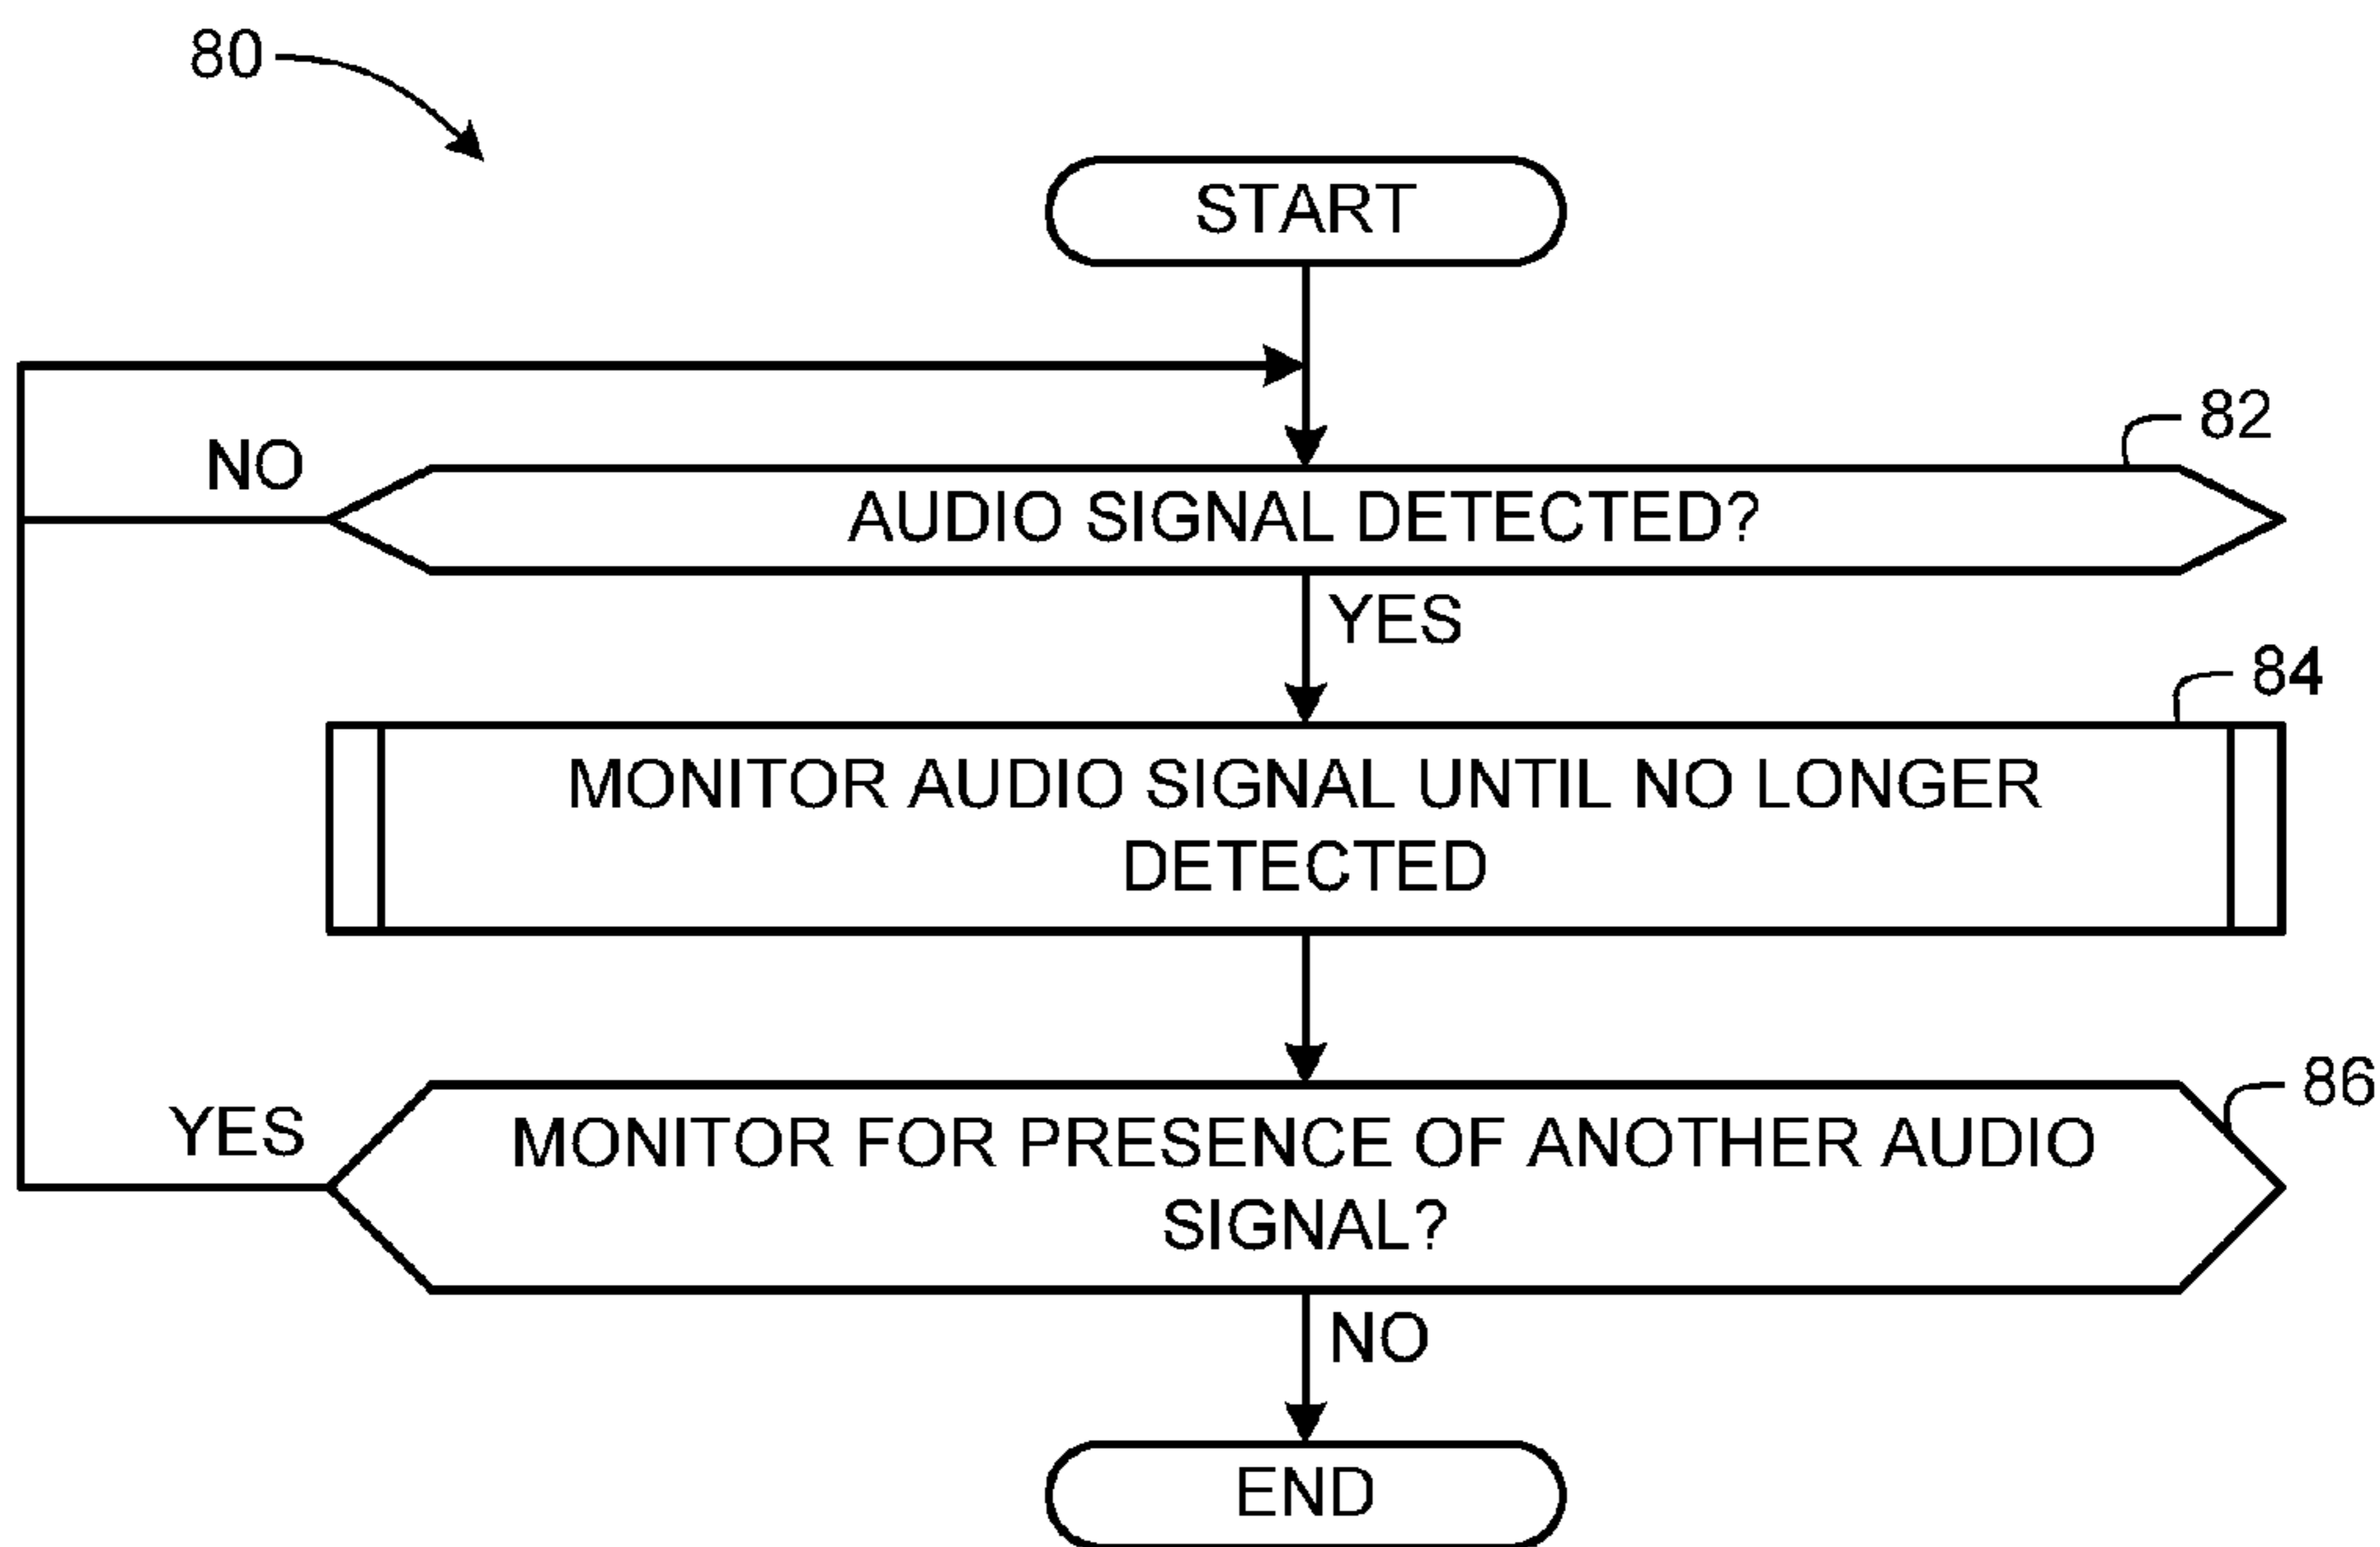 80
START
82
NO
AUDIO SIGNAL DETECTED?
YES
84
MONITOR AUDIO SIGNAL UNTIL NO LONGER
DETECTED
86
YES
MONITOR FOR PRESENCE OF ANOTHER AUDIO
SIGNAL?
NO
END